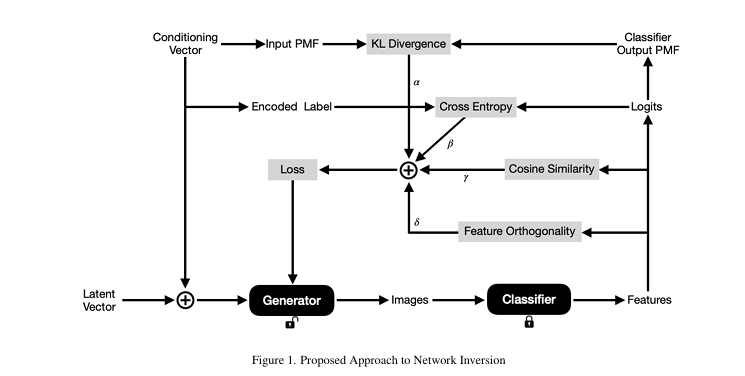 Conditioning
Vector
Input PMF
KL Divergence
Classifier
Output PMF
α
Encoded Label
Cross Entropy
Logits
β
Loss
Cosine Similarity
γ
δ
Feature Orthogonality
Latent
Vector
Generator
Images
Classifier
Features
Figure 1. Proposed Approach to Network Inversion